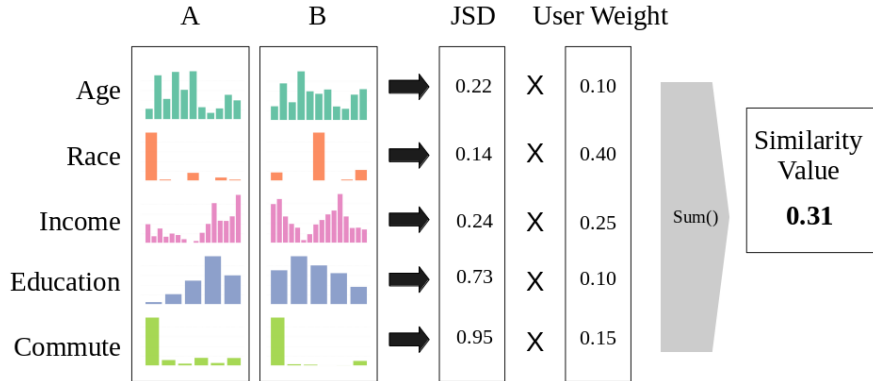 A B JSD User Weight
Age 0.22 X 0.10
Race 0.14 X 0.40
Income 0.24 X 0.25
Education 0.73 X 0.10
Commute 0.95 X 0.15
Sum()
Similarity
Value
0.31